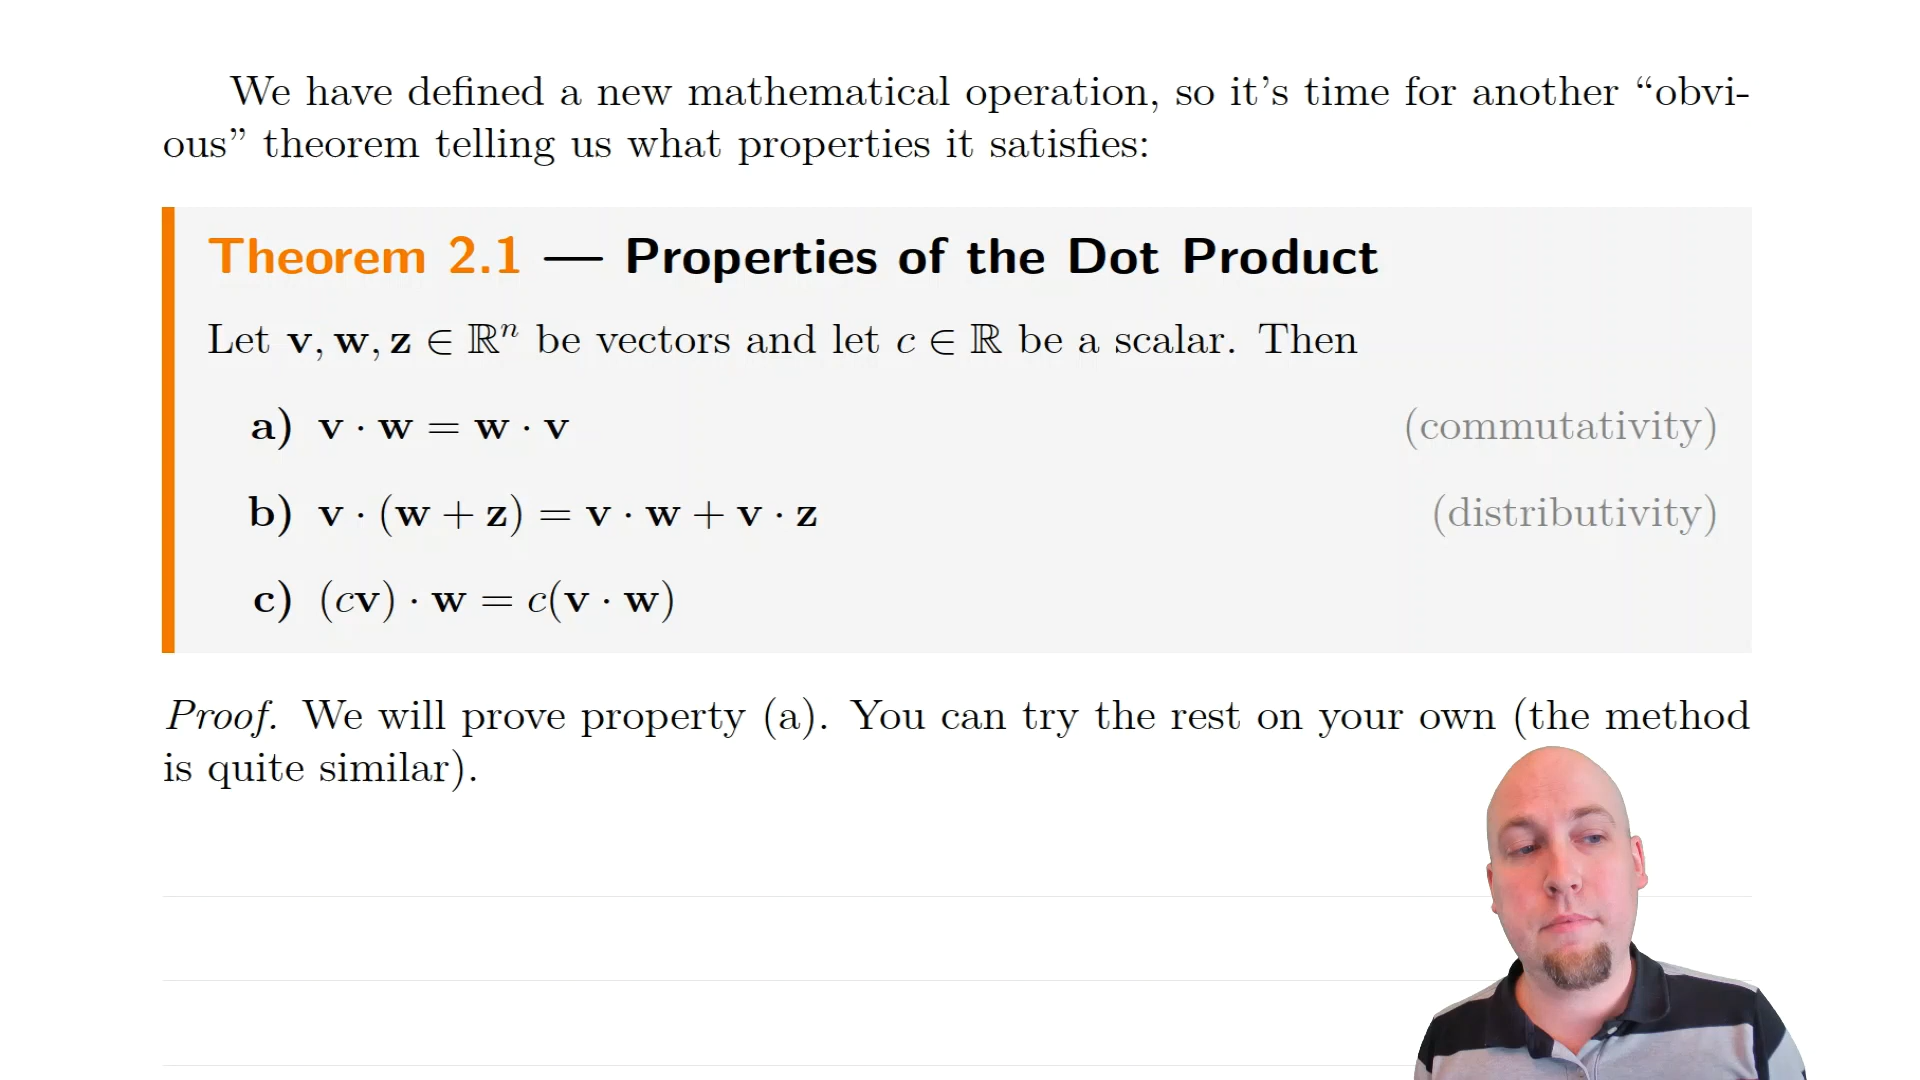 We have defined a new mathematical operation, so it's time for another “obvi-
ous” theorem telling us what properties it satisfies:
Theorem 2.1 — Properties of the Dot Product
Let v, w, z ∈ ℝⁿ be vectors and let c ∈ ℝ be a scalar. Then
a) v · w = w · v (commutativity)
b) v · (w + z) = v · w + v · z (distributivity)
c) (cv) · w = c(v · w)
Proof. We will prove property (a). You can try the rest on your own (the method
is quite similar).